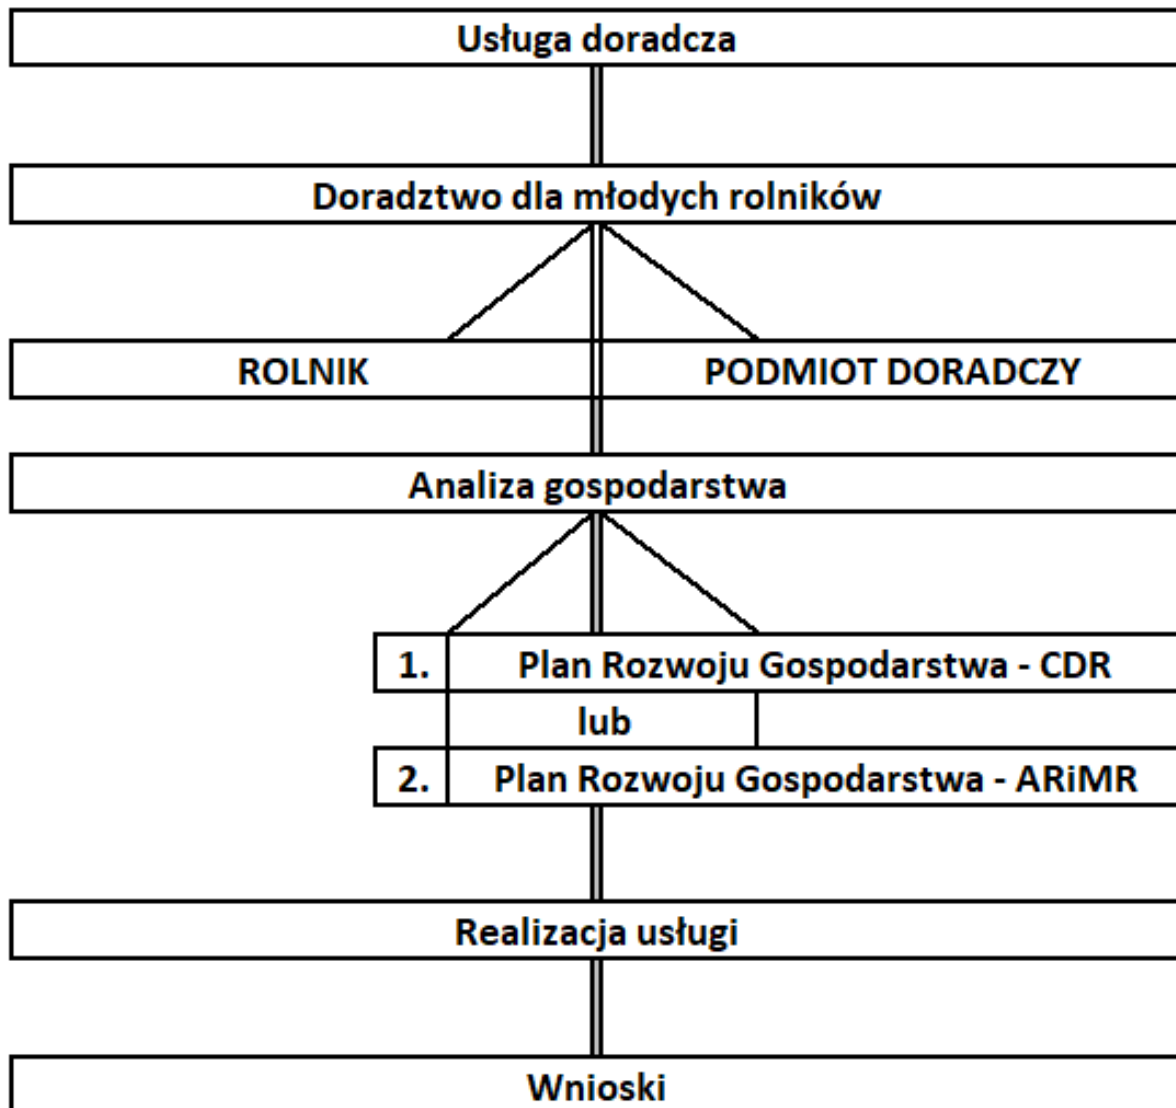 Usługa doradcza
Doradztwo dla młodych rolników
ROLNIK PODMIOT DORADCZY
Analiza gospodarstwa
1. Plan Rozwoju Gospodarstwa - CDR
lub
2. Plan Rozwoju Gospodarstwa - ARiMR
Realizacja usługi
Wnioski